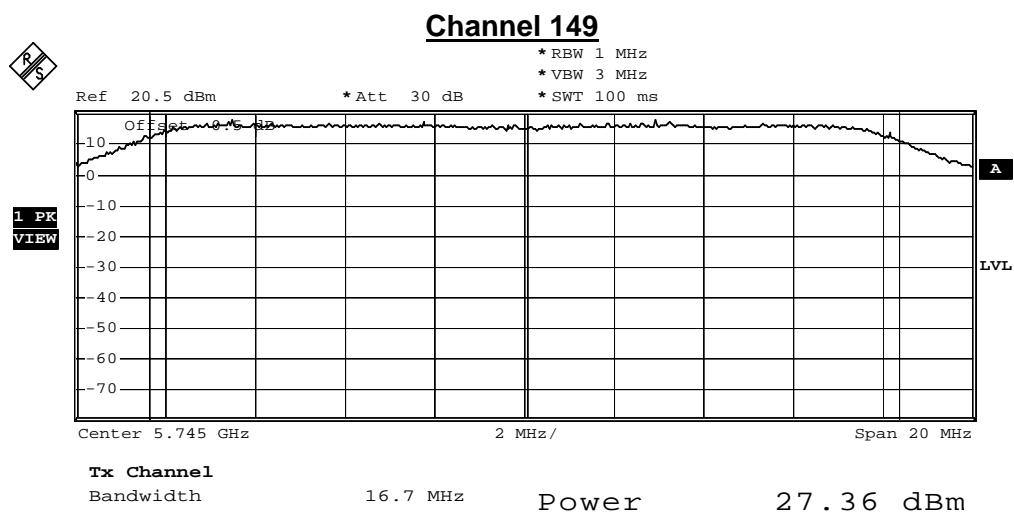 Channel 149
R S
* RBW 1 MHz
* VBW 3 MHz
Ref 20.5 dBm * Att 30 dB * SWT 100 ms
Offset 0.5 dB
10
0
A
-10
1 PK
VIEW
-20
-30
LVL
-40
-50
-60
-70
Center 5.745 GHz 2 MHz/ Span 20 MHz
Tx Channel
Bandwidth 16.7 MHz Power 27.36 dBm